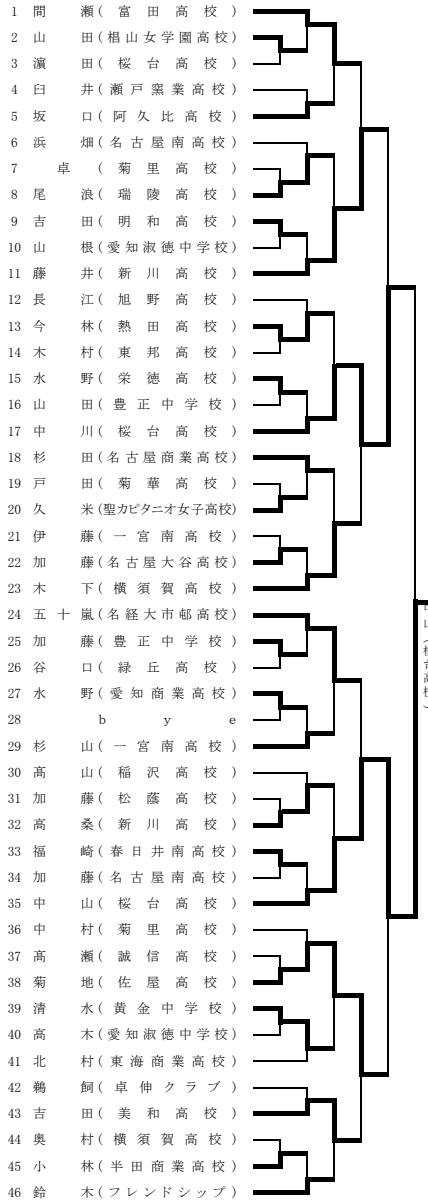 1 間瀬(富田高校)
2 山田(椙山女学園高校)
3 濵田(桜台高校)
4 臼井(瀬戸窯業高校)
5 坂口(阿久比高校)
6 浜畑(名古屋南高校)
7 卓(菊里高校)
8 尾浪(瑞陵高校)
9 吉田(明和高校)
10 山根(愛知淑徳中学校)
11 藤井(新川高校)
12 長江(旭野高校)
13 今林(熱田高校)
14 木村(東邦高校)
15 水野(栄徳高校)
16 山田(豊正中学校)
17 中川(桜台高校)
18 杉田(名古屋商業高校)
19 戸田(菊華高校)
20 久米(聖カピタニオ女子高校)
21 伊藤(一宮南高校)
22 加藤(名古屋大谷高校)
23 木下(横須賀高校)
24 五十嵐(名経大市邨高校)
25 加藤(豊正中学校)
26 谷口(緑丘高校)
27 水野(愛知商業高校)
28 bye
29 杉山(一宮南高校)
30 髙山(稲沢高校)
31 加藤(松蔭高校)
32 高桑(新川高校)
33 福崎(春日井南高校)
34 加藤(名古屋南高校)
35 中山(桜台高校)
36 中村(菊里高校)
37 髙瀬(誠信高校)
38 菊地(佐屋高校)
39 清水(黄金中学校)
40 高木(愛知淑徳中学校)
41 北村(東海商業高校)
42 鵜飼(卓伸クラブ)
43 吉田(美和高校)
44 奥村(横須賀高校)
45 小林(半田商業高校)
46 鈴木(フレンドシップ)